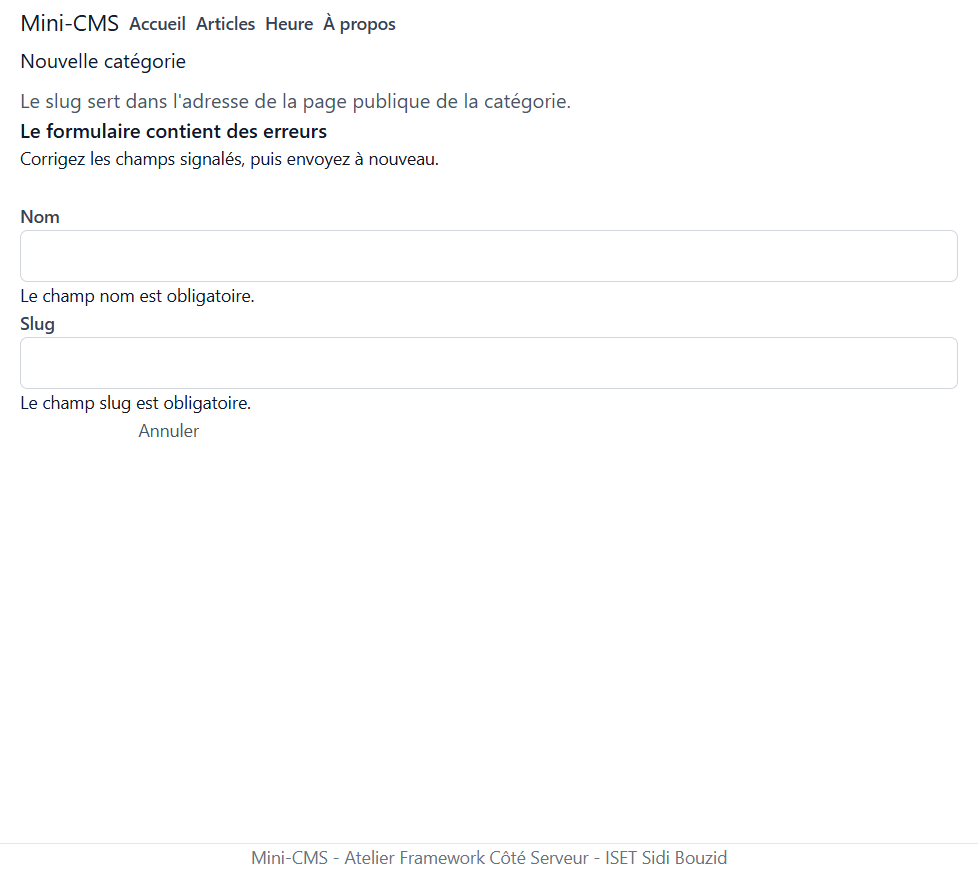 Mini-CMS Accueil Articles Heure À propos
Nouvelle catégorie
Le slug sert dans l'adresse de la page publique de la catégorie.
Le formulaire contient des erreurs
Corrigez les champs signalés, puis envoyez à nouveau.
Nom
Le champ nom est obligatoire.
Slug
Le champ slug est obligatoire.
Annuler
Mini-CMS - Atelier Framework Côté Serveur - ISET Sidi Bouzid